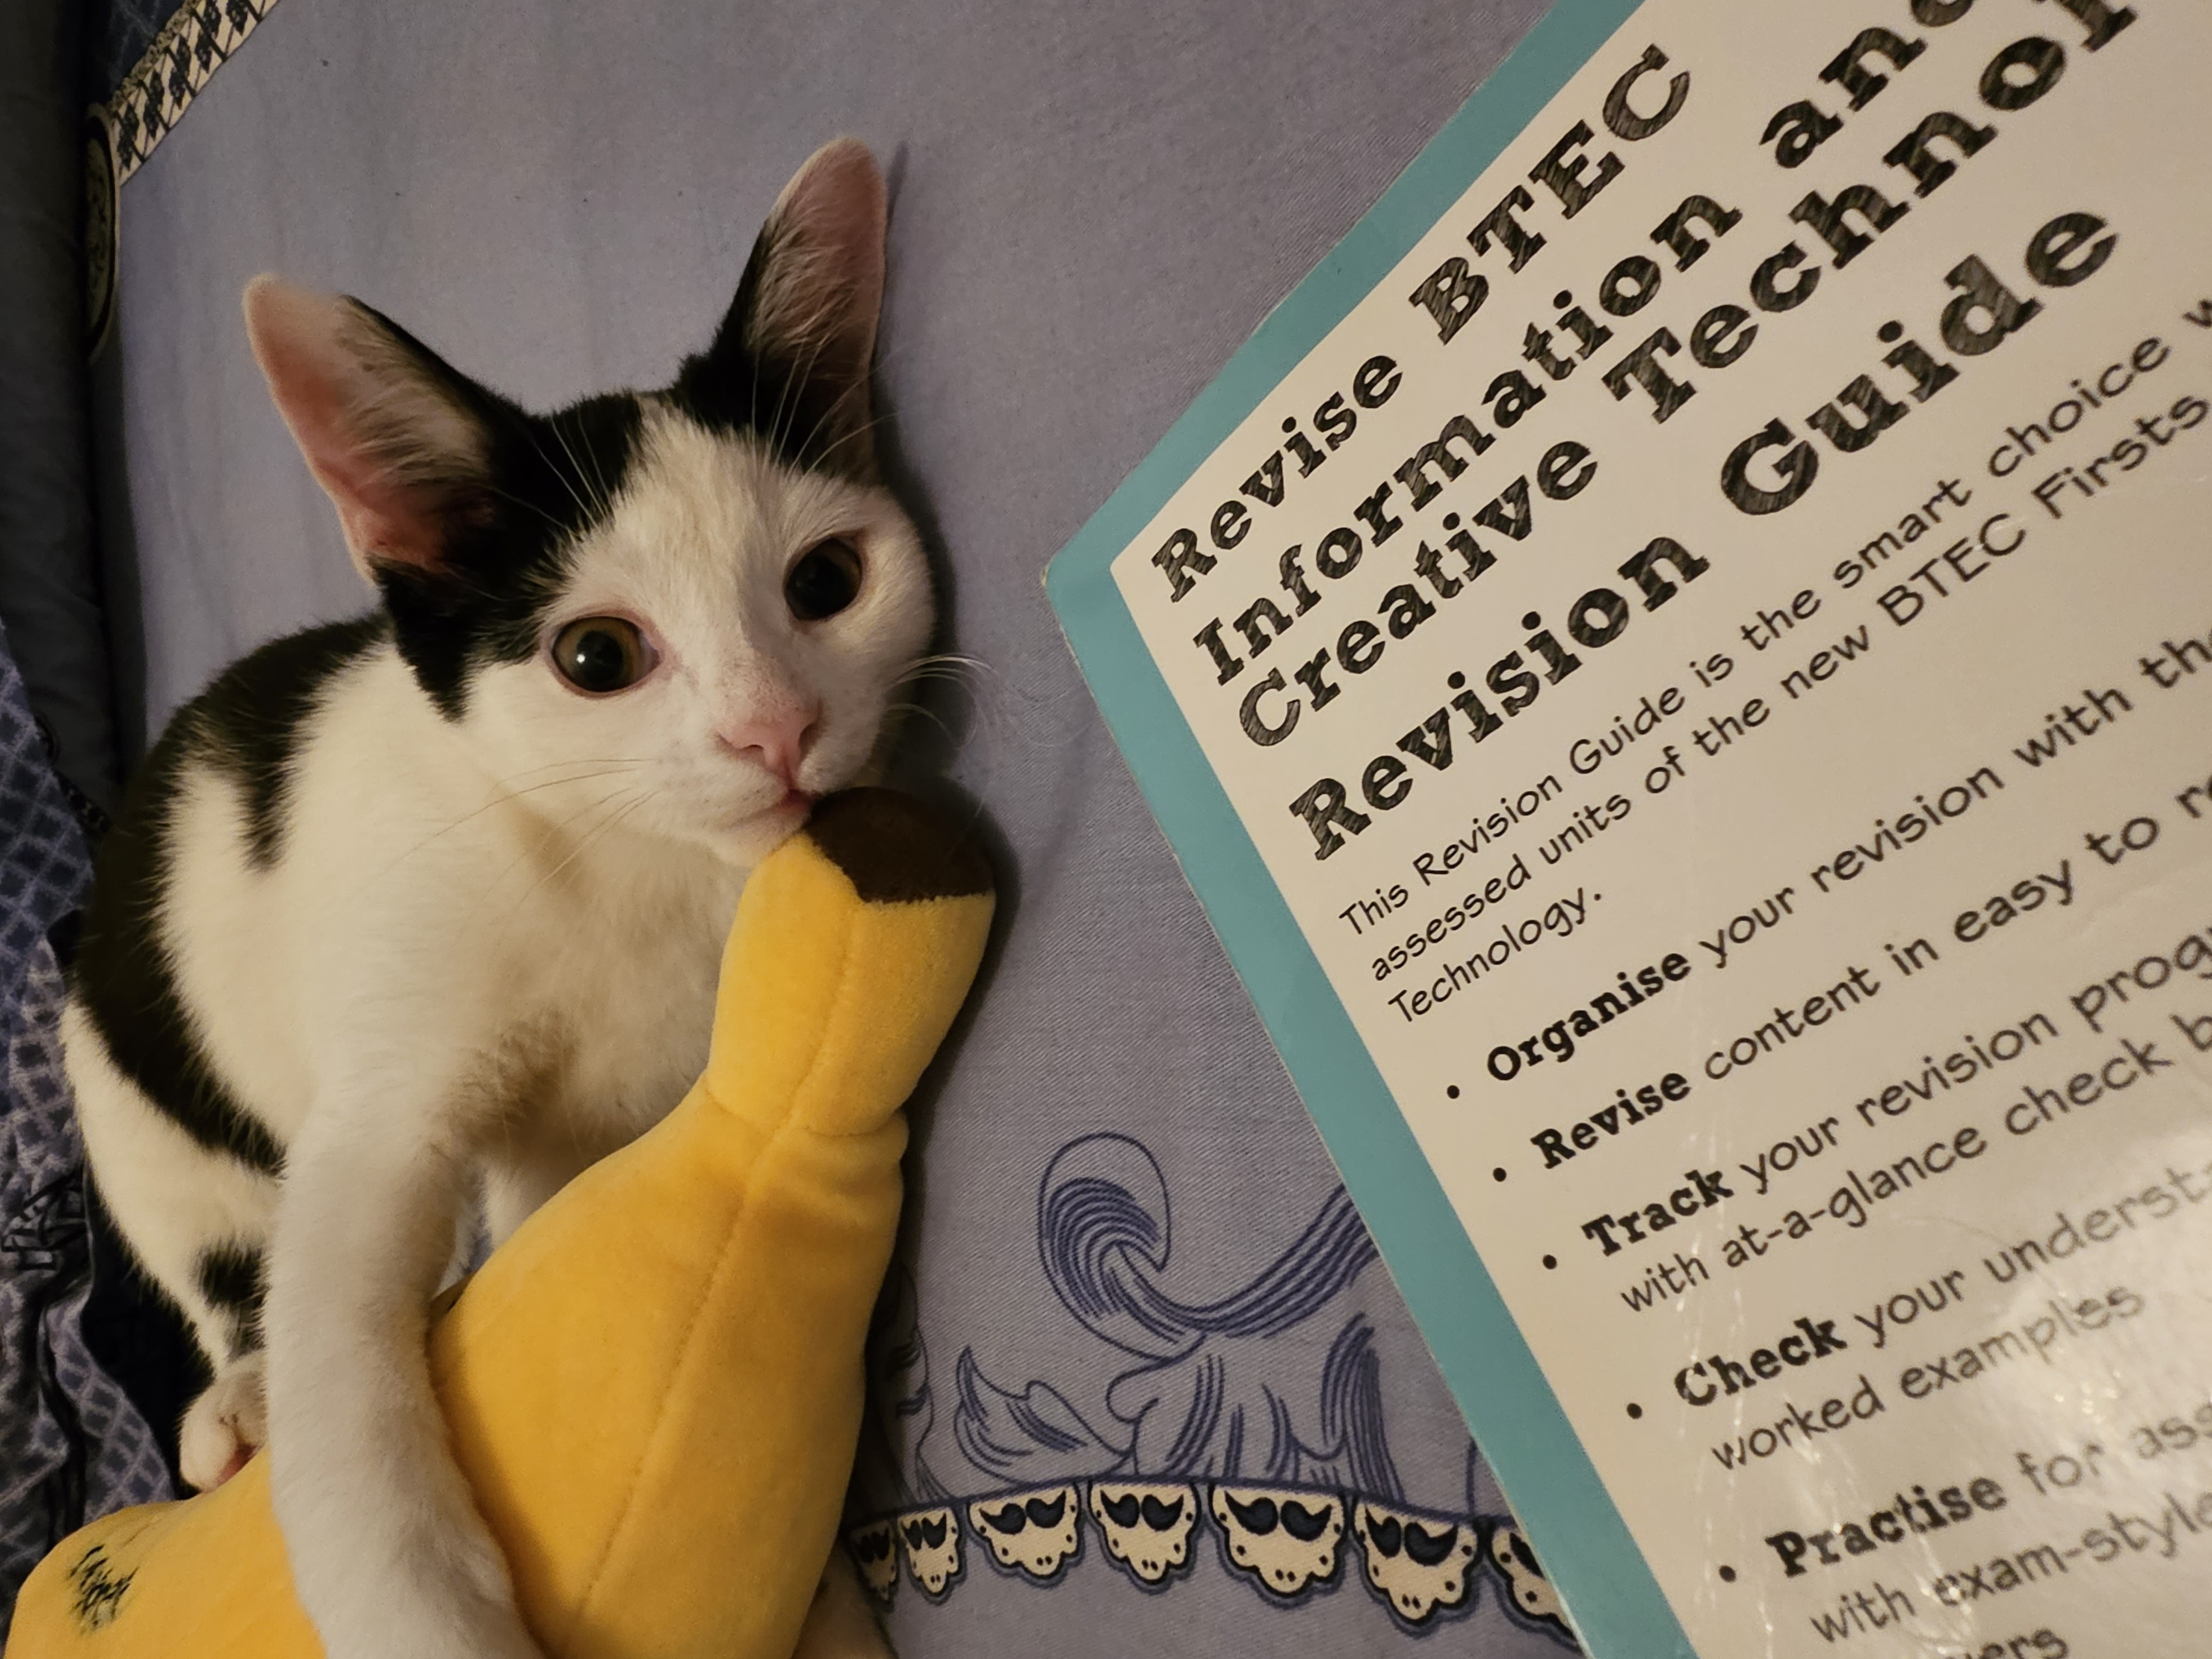 Revise BTEC
Information and
Creative Technol
Revision Guide
This Revision Guide is the smart choice
assessed units of the new BTEC Firsts
Technology.
• Organise your revision with the
• Revise content in easy to
• Track your revision prog
with at-a-glance check b
• Check your underst
worked examples
• Practise for ass
with exam-style